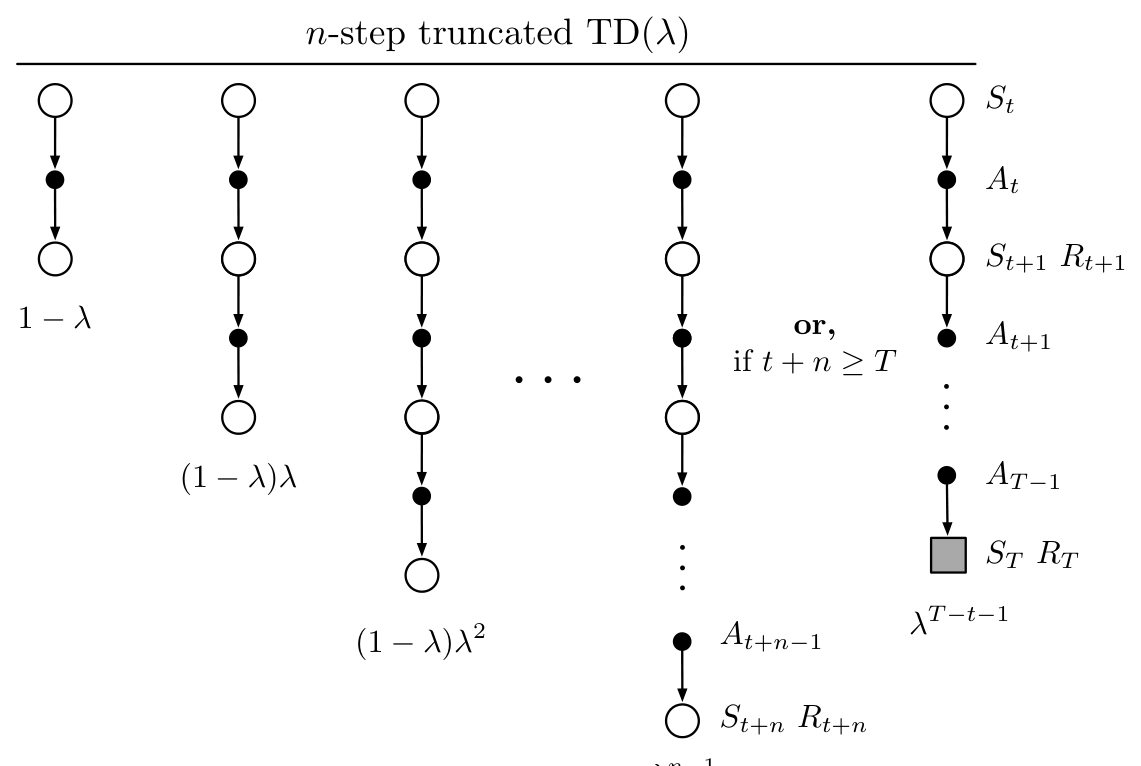 n-step truncated TD(λ)
S_t
A_t
S_{t+1} R_{t+1}
1 − λ
or,
if t + n ≥ T
A_{t+1}
(1 − λ)λ
A_{T−1}
S_T R_T
λ^{T−t−1}
(1 − λ)λ^2
A_{t+n−1}
S_{t+n} R_{t+n}